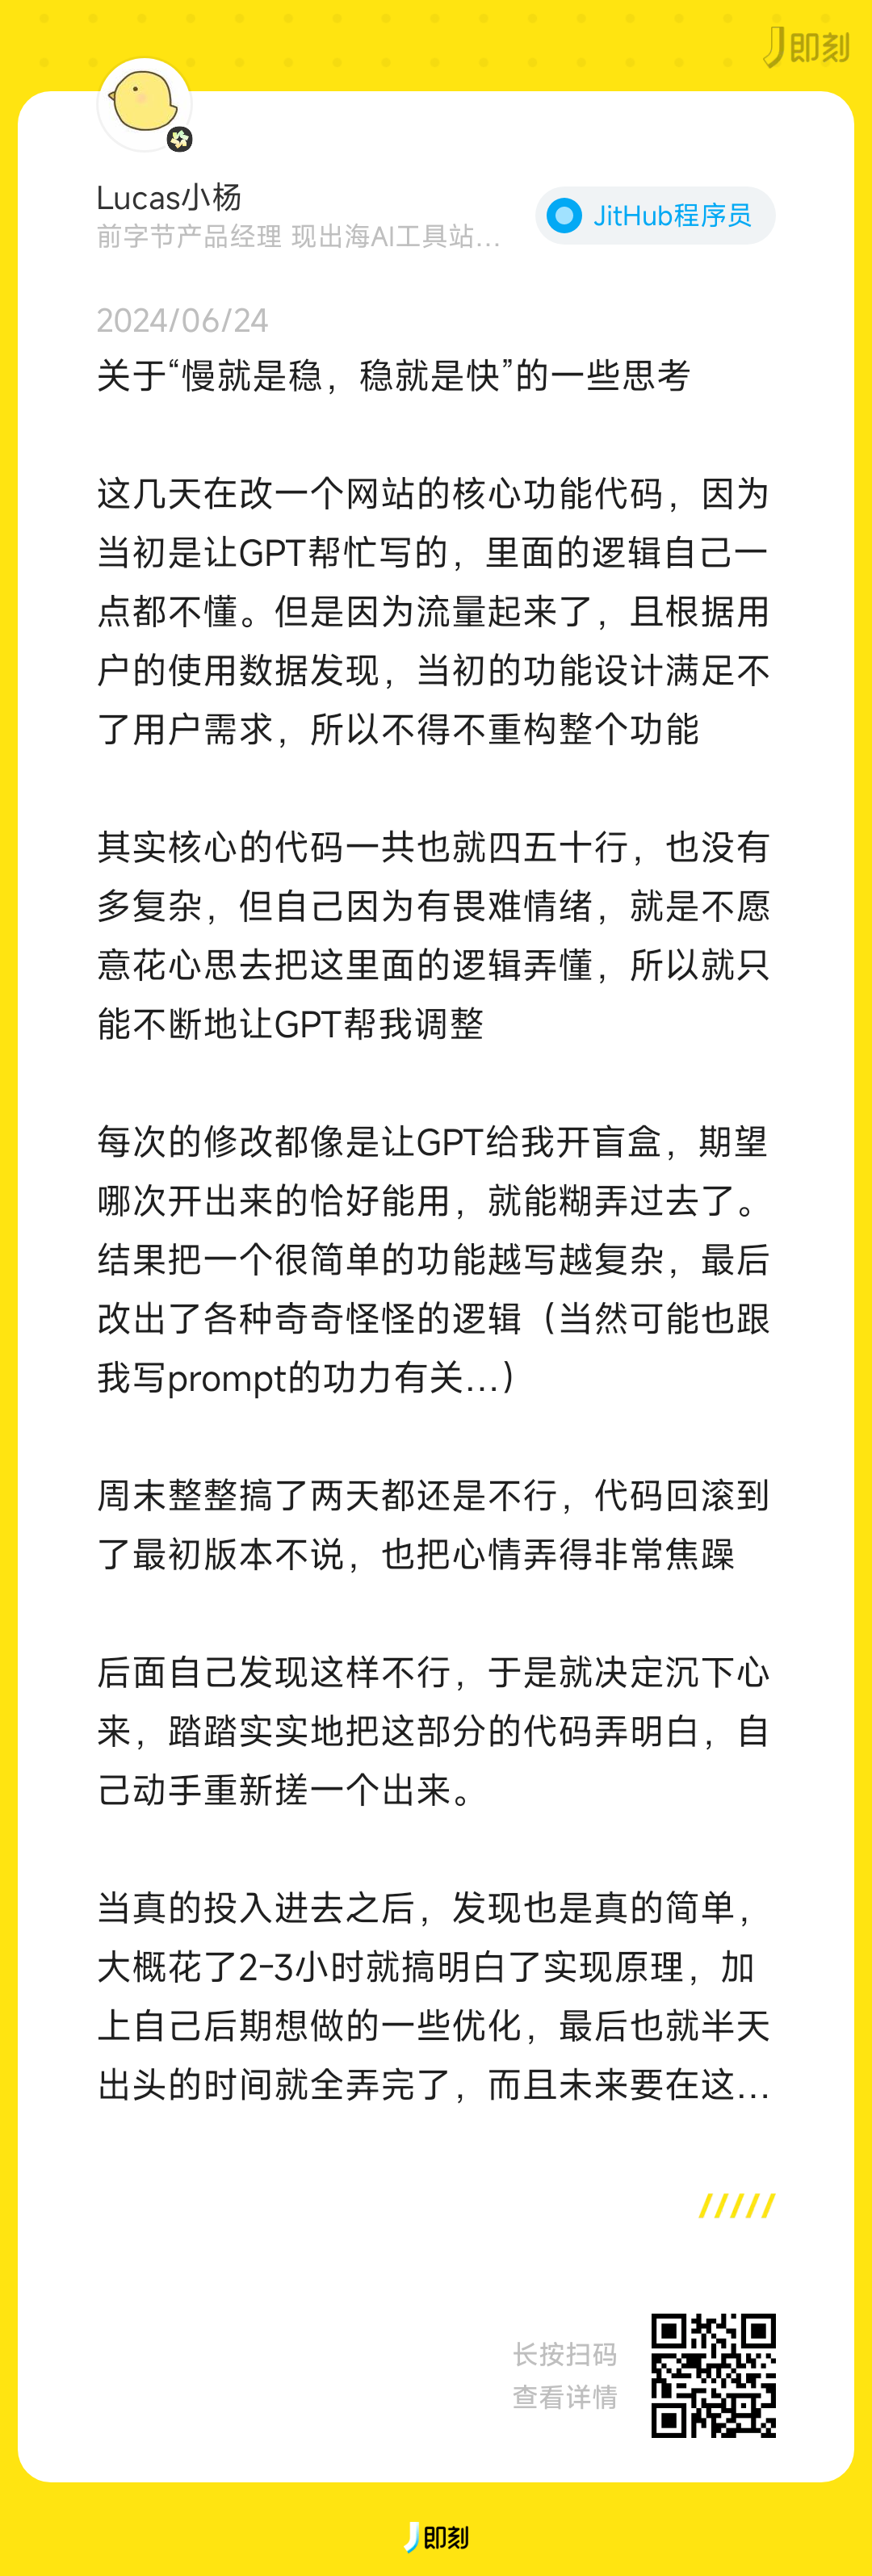 即刻
Lucas小杨
前字节产品经理 现出海AI工具站...
JitHub程序员
2024/06/24
关于“慢就是稳，稳就是快”的一些思考
这几天在改一个网站的核心功能代码，因为
当初是让GPT帮忙写的，里面的逻辑自己一
点都不懂。但是因为流量起来了，且根据用
户的使用数据发现，当初的功能设计满足不
了用户需求，所以不得不重构整个功能
其实核心的代码一共也就四五十行，也没有
多复杂，但自己因为有畏难情绪，就是不愿
意花心思去把这里面的逻辑弄懂，所以就只
能不断地让GPT帮我调整
每次的修改都像是让GPT给我开盲盒，期望
哪次开出来的恰好能用，就能糊弄过去了。
结果把一个很简单的功能越写越复杂，最后
改出了各种奇奇怪怪的逻辑（当然可能也跟
我写prompt的功力有关...）
周末整整搞了两天都还是不行，代码回滚到
了最初版本不说，也把心情弄得非常焦躁
后面自己发现这样不行，于是就决定沉下心
来，踏踏实实地把这部分的代码弄明白，自
己动手重新搓一个出来。
当真的投入进去之后，发现也是真的简单，
大概花了2-3小时就搞明白了实现原理，加
上自己后期想做的一些优化，最后也就半天
出头的时间就全弄完了，而且未来要在这...
长按扫码
查看详情
即刻